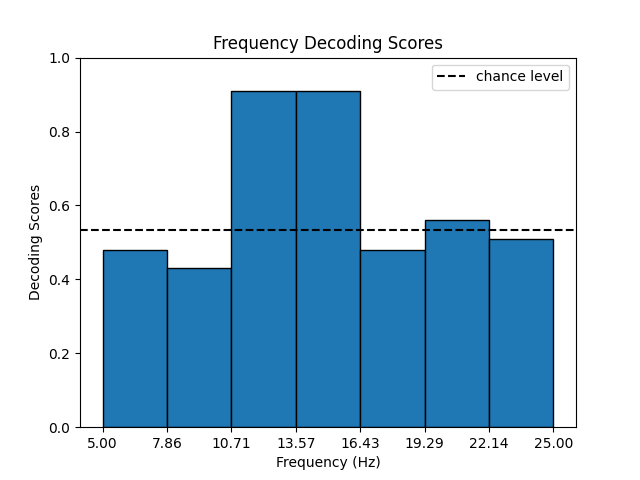 Frequency Decoding Scores
chance level
1.0
0.8
0.6
0.4
0.2
0.0
Decoding Scores
5.00 7.86 10.71 13.57 16.43 19.29 22.14 25.00
Frequency (Hz)